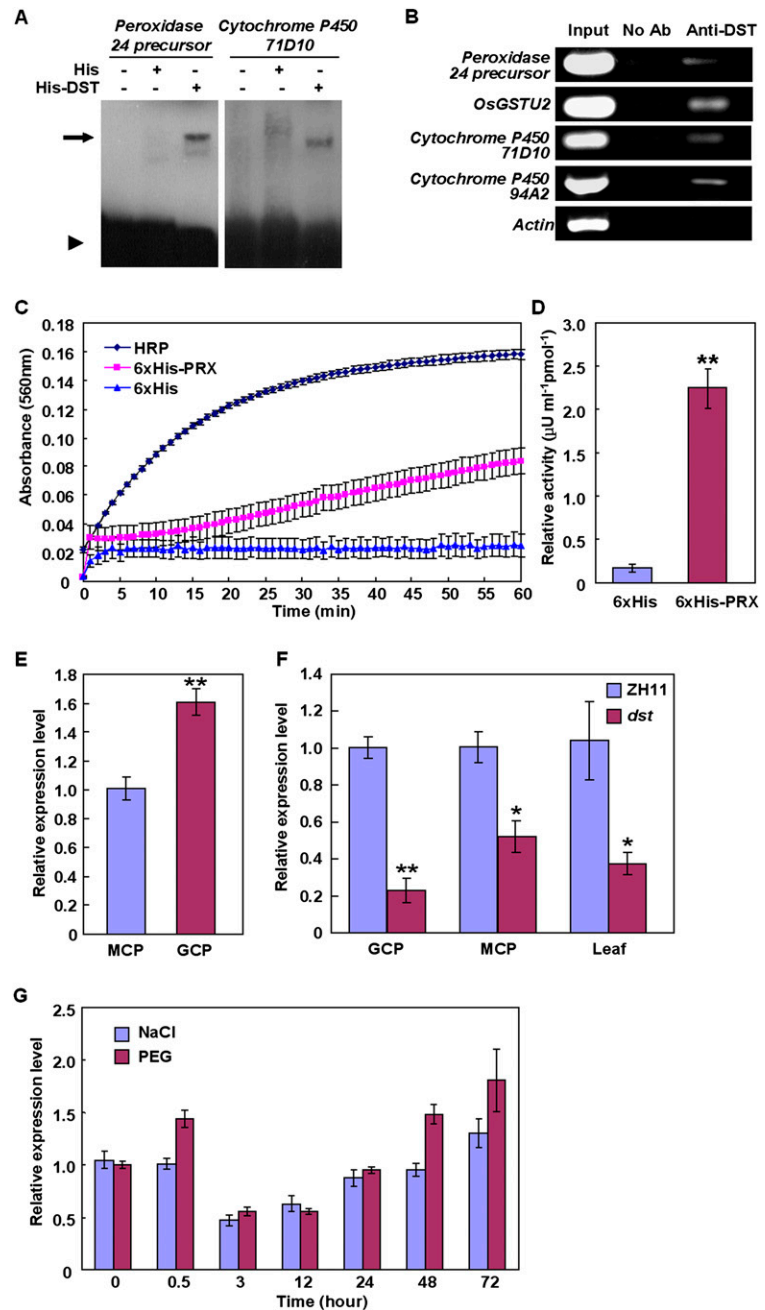 A
Peroxidase 24 precursor
Cytochrome P450 71D10
His - + - - + -
His-DST - - + - - +
B
Input No Ab Anti-DST
Peroxidase 24 precursor
OsGSTU2
Cytochrome P450 71D10
Cytochrome P450 94A2
Actin
C
Absorbance (560nm)
0.18
0.16
0.14
0.12
0.10
0.08
0.06
0.04
0.02
0
HRP
6xHis-PRX
6xHis
0 5 10 15 20 25 30 35 40 45 50 55 60
Time (min)
D
Relative activity (μU ml-1pmol-1)
3.0
2.5
2.0
1.5
1.0
0.5
0
**
6xHis 6xHis-PRX
E
Relative expression level
1.8
1.6
1.4
1.2
1.0
0.8
0.6
0.4
0.2
0
**
MCP GCP
F
Relative expression level
1.4
1.2
1.0
0.8
0.6
0.4
0.2
0
ZH11
dst
** * *
GCP MCP Leaf
G
Relative expression level
2.5
2.0
1.5
1.0
0.5
0
NaCl
PEG
0 0.5 3 12 24 48 72
Time (hour)